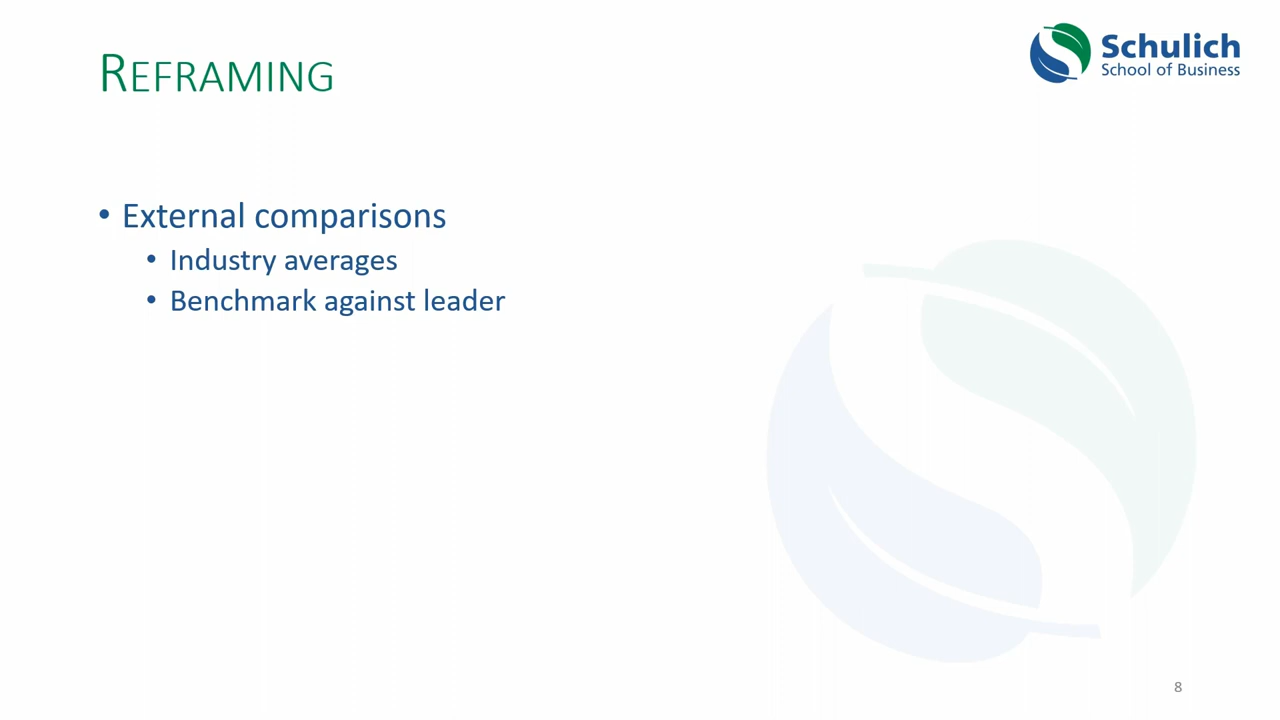 REFRAMING
Schulich
School of Business
• External comparisons
• Industry averages
• Benchmark against leader
8